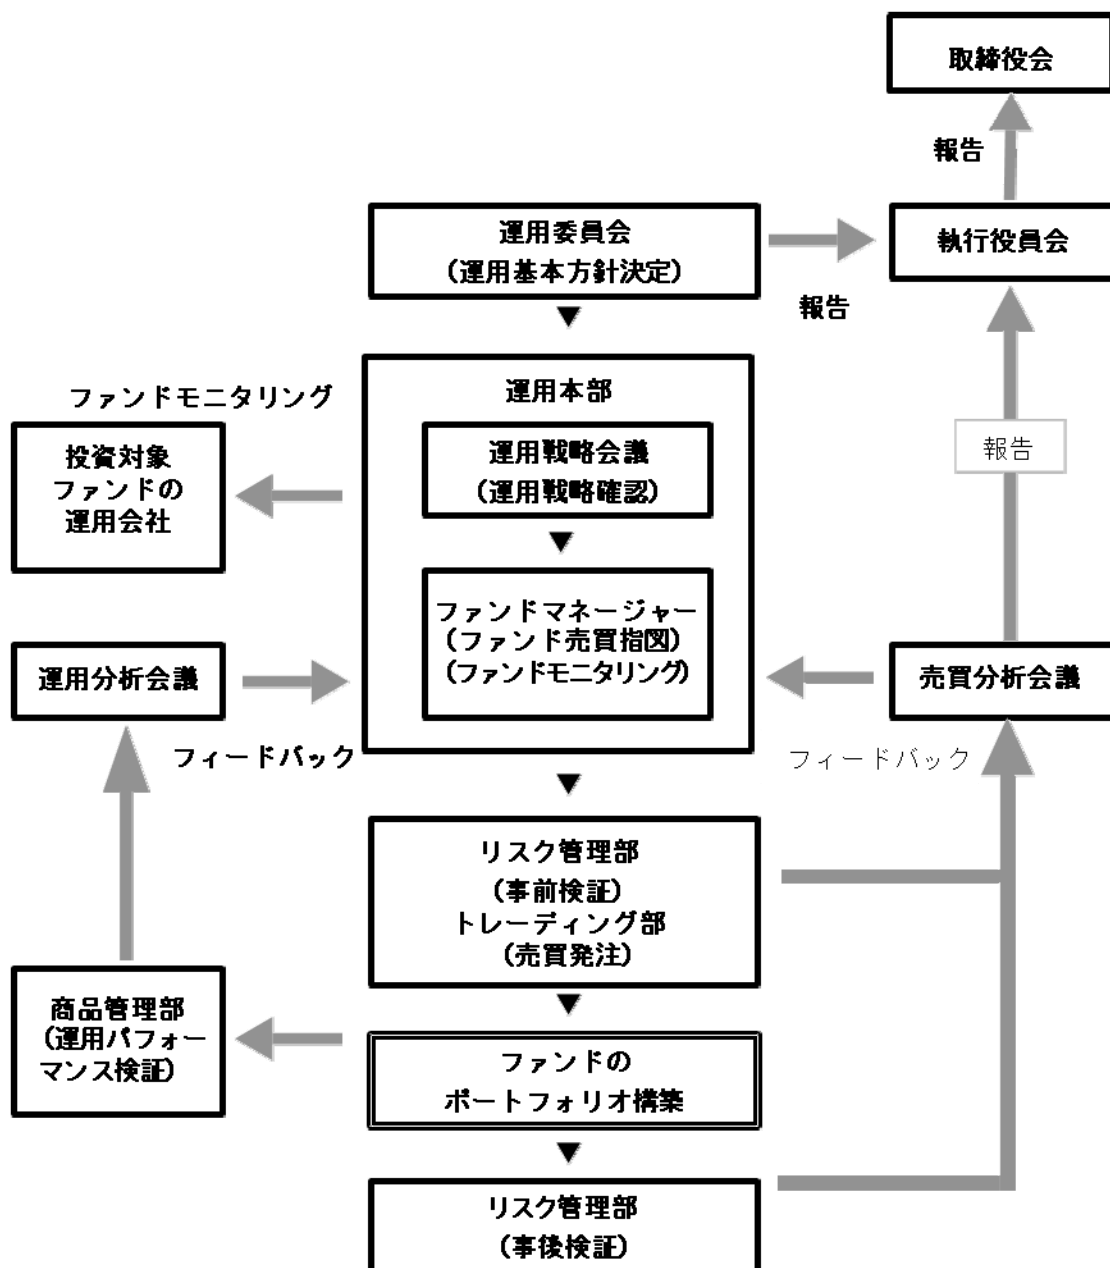 取締役会
報告
運用委員会
(運用基本方針決定)
執行役員会
報告
運用本部
ファンドモニタリング
投資対象
ファンドの
運用会社
運用戦略会議
(運用戦略確認)
報告
ファンドマネージャー
(ファンド売買指図)
(ファンドモニタリング)
運用分析会議
売買分析会議
フィードバック
フィードバック
リスク管理部
(事前検証)
トレーディング部
(売買発注)
商品管理部
(運用パフォー
マンス検証)
ファンドの
ポートフォリオ構築
リスク管理部
(事後検証)